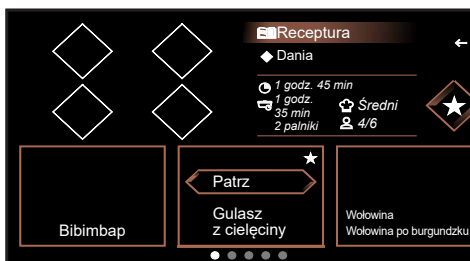 Receptura
Dania
1 godz. 45 min
1 godz.
35 min
2 palniki
Średni
4/6
Patrz
Bibimbap
Gulasz
z cielęciny
Wołowina
Wołowina po burgundzku